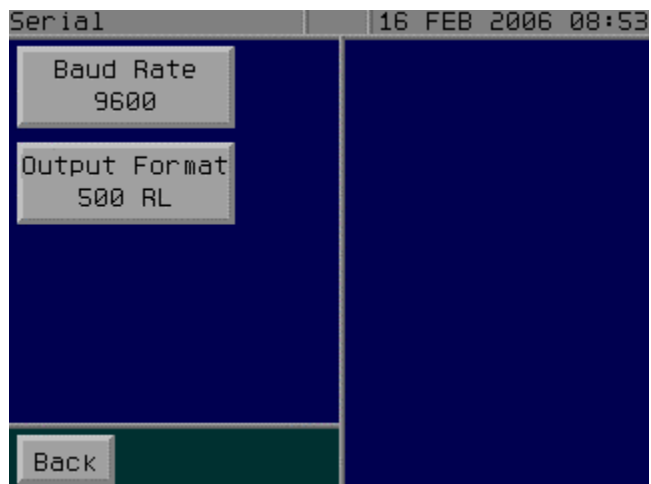 Serial 16 FEB 2006 08:53
Baud Rate
9600
Output Format
500 RL
Back